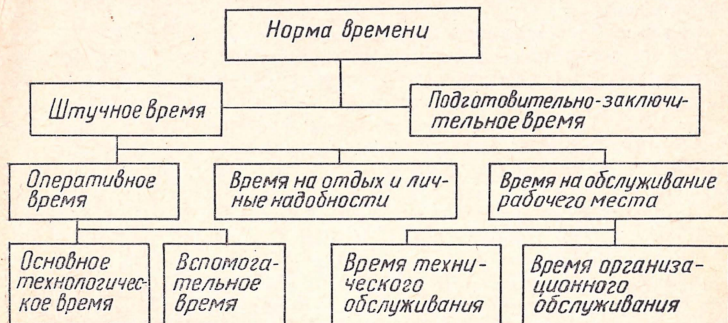 Норма времени
Штучное время
Подготовительно-заключи-
тельное время
Оперативное
время
Время на отдых и лич-
ные надобности
Время на обслуживание
рабочего места
Основное
технологичес-
кое время
Вспомога-
тельное
время
Время техни-
ческого
обслуживания
Время организа-
ционного
обслуживания